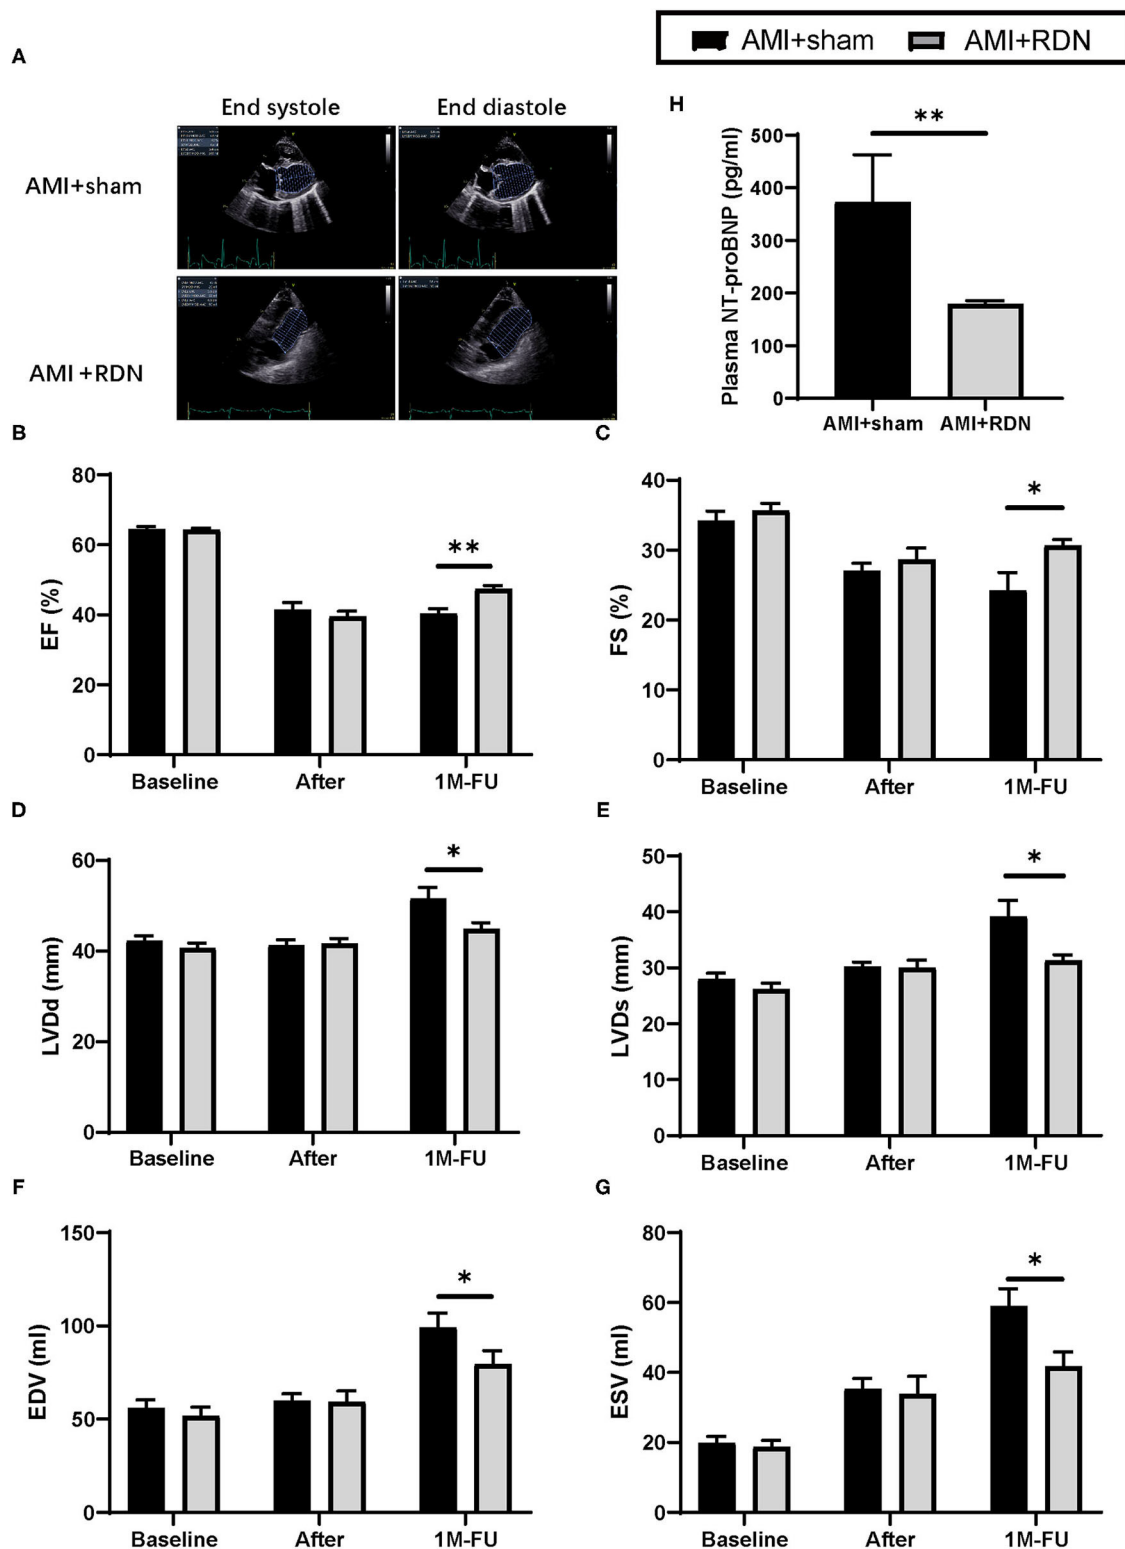 AMI+sham AMI+RDN
A
End systole End diastole
AMI+sham
AMI +RDN
H
**
Plasma NT-proBNP (pg/ml)
500
400
300
200
100
0
AMI+sham AMI+RDN
B
EF (%)
80
60
40
20
0
**
Baseline After 1M-FU
C
FS (%)
40
30
20
10
0
*
Baseline After 1M-FU
D
LVDd (mm)
60
40
20
0
*
Baseline After 1M-FU
E
LVDs (mm)
50
40
30
30
10
0
*
Baseline After 1M-FU
F
EDV (ml)
150
100
50
0
*
Baseline After 1M-FU
G
ESV (ml)
80
60
40
20
0
*
Baseline After 1M-FU